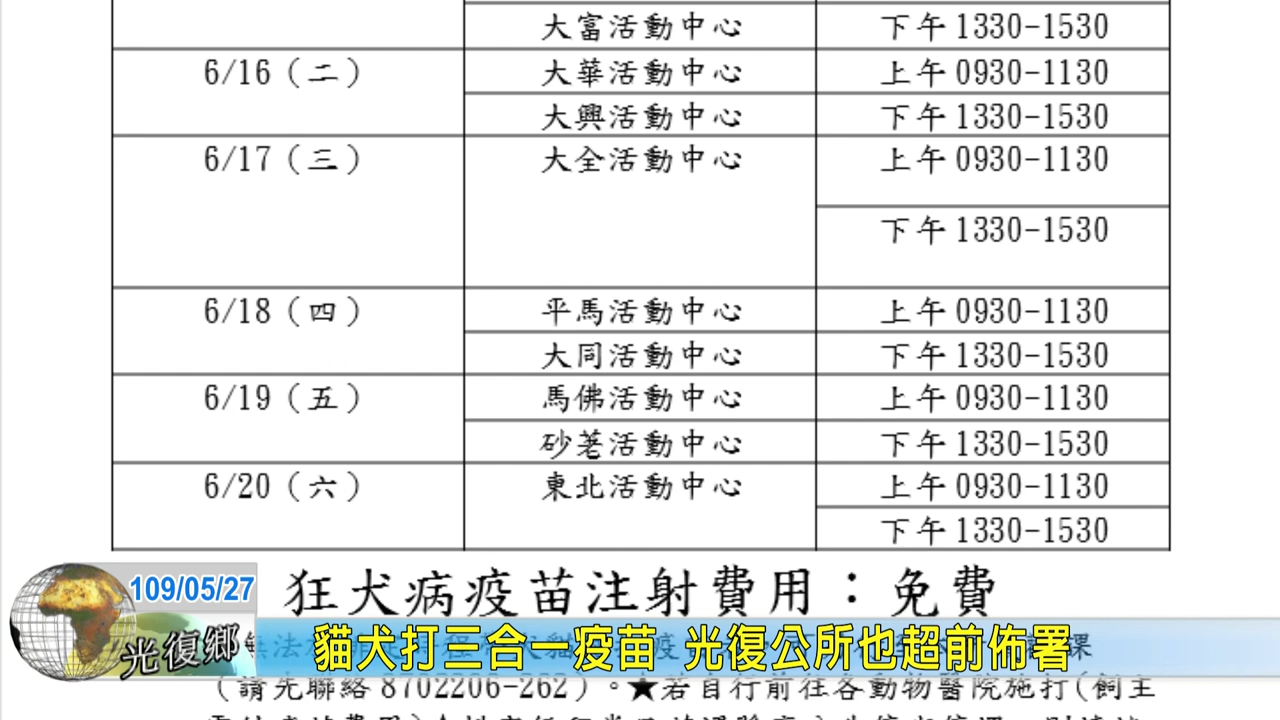 大富活動中心 下午1330-1530
6/16（二） 大華活動中心 上午0930-1130
大興活動中心 下午1330-1530
6/17（三） 大全活動中心 上午0930-1130
下午1330-1530
6/18（四） 平馬活動中心 上午0930-1130
大同活動中心 下午1330-1530
6/19（五） 馬佛活動中心 上午0930-1130
砂荖活動中心 下午1330-1530
6/20（六） 東北活動中心 上午0930-1130
下午1330-1530
狂犬病疫苗注射費用：免費
109/05/27
光復鄉
貓犬打三合一疫苗 光復公所也超前佈署
（請先聯絡8702206-262）。★若自行前往各動物醫院施打(飼主